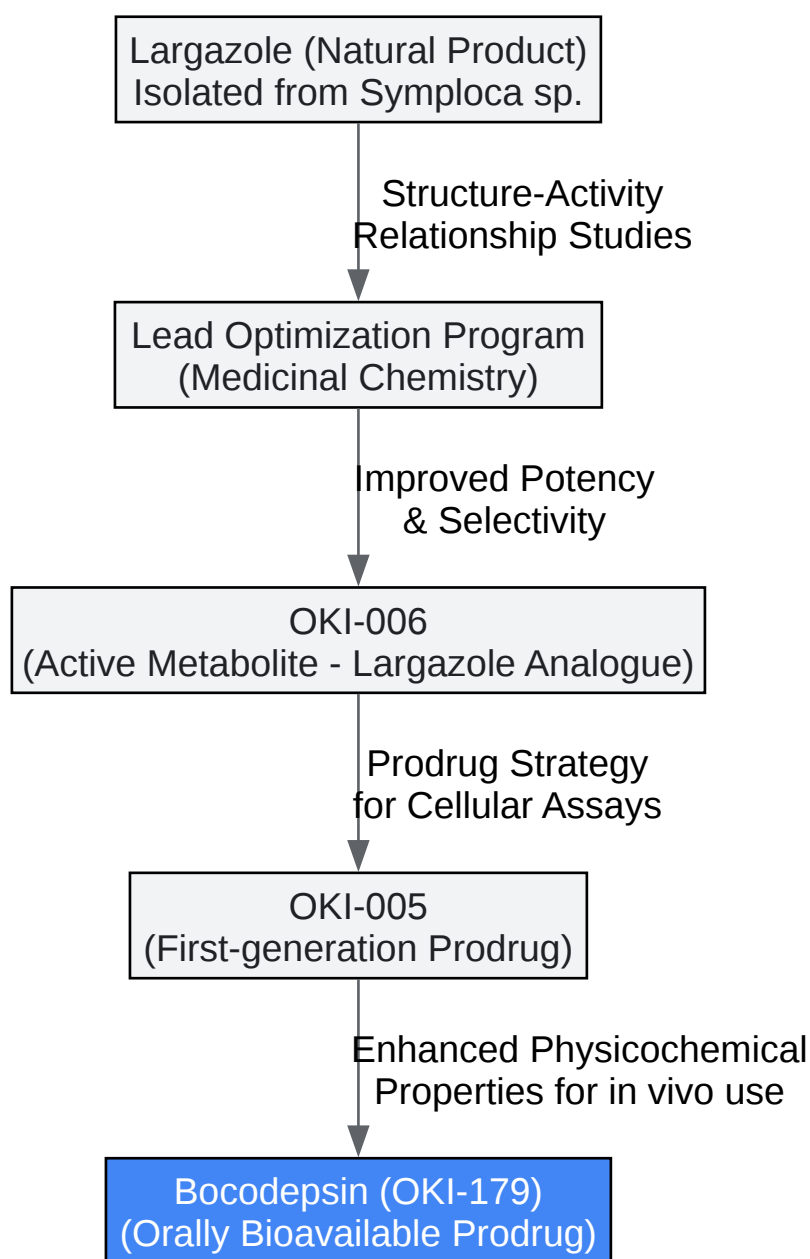 Largazole (Natural Product)
Isolated from Symploca sp.
Structure-Activity
Relationship Studies
Lead Optimization Program
(Medicinal Chemistry)
Improved Potency
& Selectivity
OKI-006
(Active Metabolite - Largazole Analogue)
Prodrug Strategy
for Cellular Assays
OKI-005
(First-generation Prodrug)
Enhanced Physicochemical
Properties for in vivo use
Bocodepsin (OKI-179)
(Orally Bioavailable Prodrug)